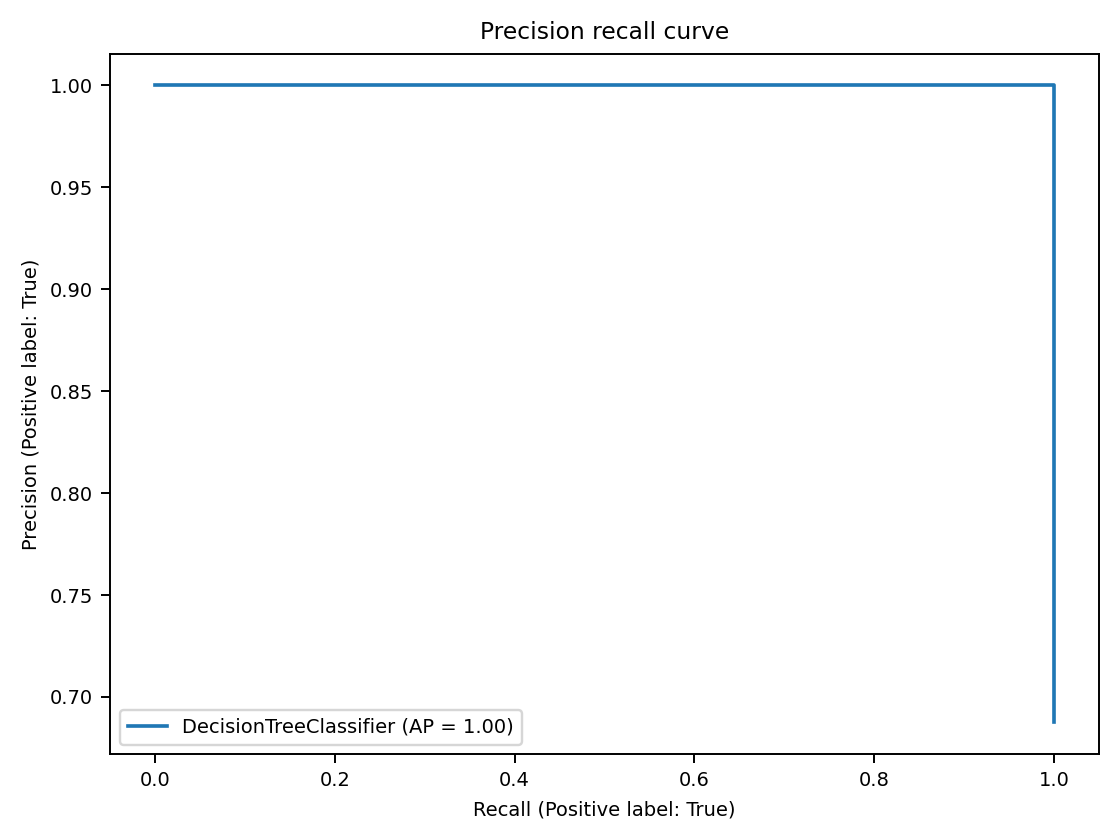 Precision recall curve
1.00
0.95
0.90
0.85
0.80
0.75
0.70
Precision (Positive label: True)
DecisionTreeClassifier (AP = 1.00)
0.0 0.2 0.4 0.6 0.8 1.0
Recall (Positive label: True)